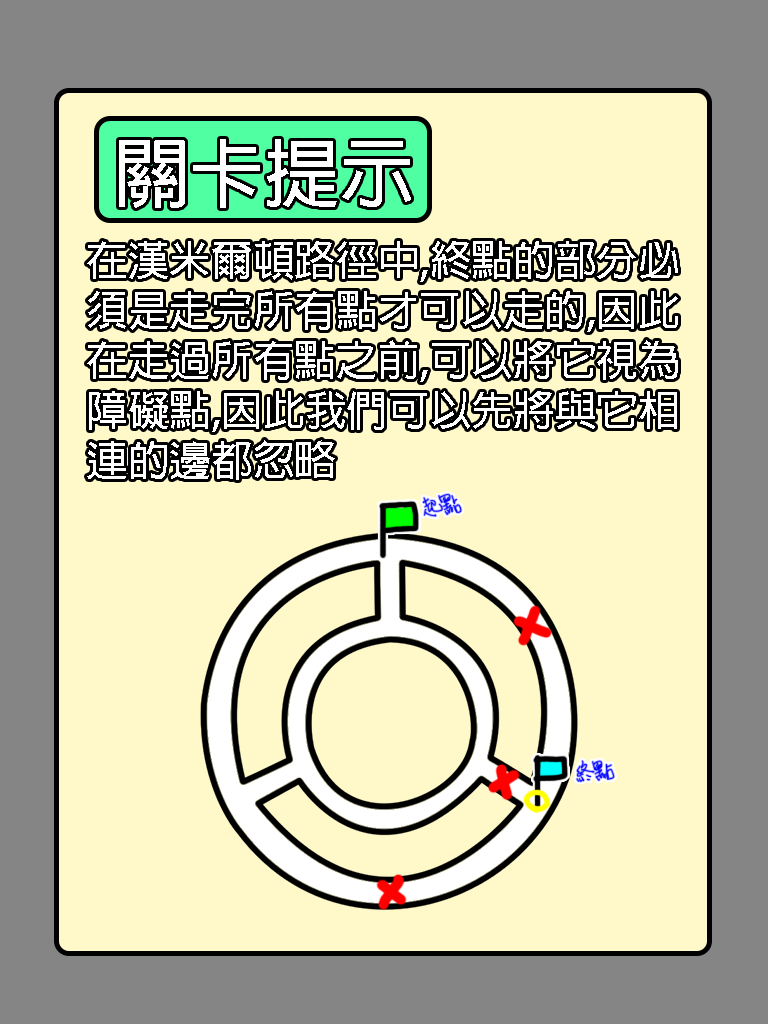 關卡提示
在漢米爾頓路徑中,終點的部分必
須是走完所有點才可以走的,因此
在走過所有點之前,可以將它視為
障礙點,因此我們可以先將與它相
連的邊都忽略
起點
終點